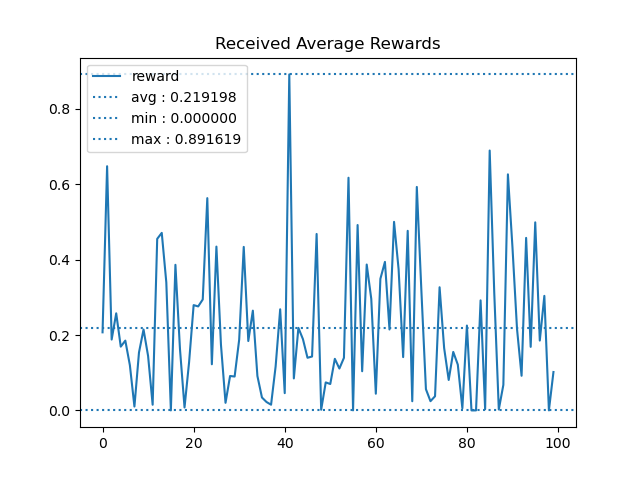 Received Average Rewards
reward
avg : 0.219198
min : 0.000000
max : 0.891619
0.8
0.6
0.4
0.2
0.0
0 20 40 60 80 100